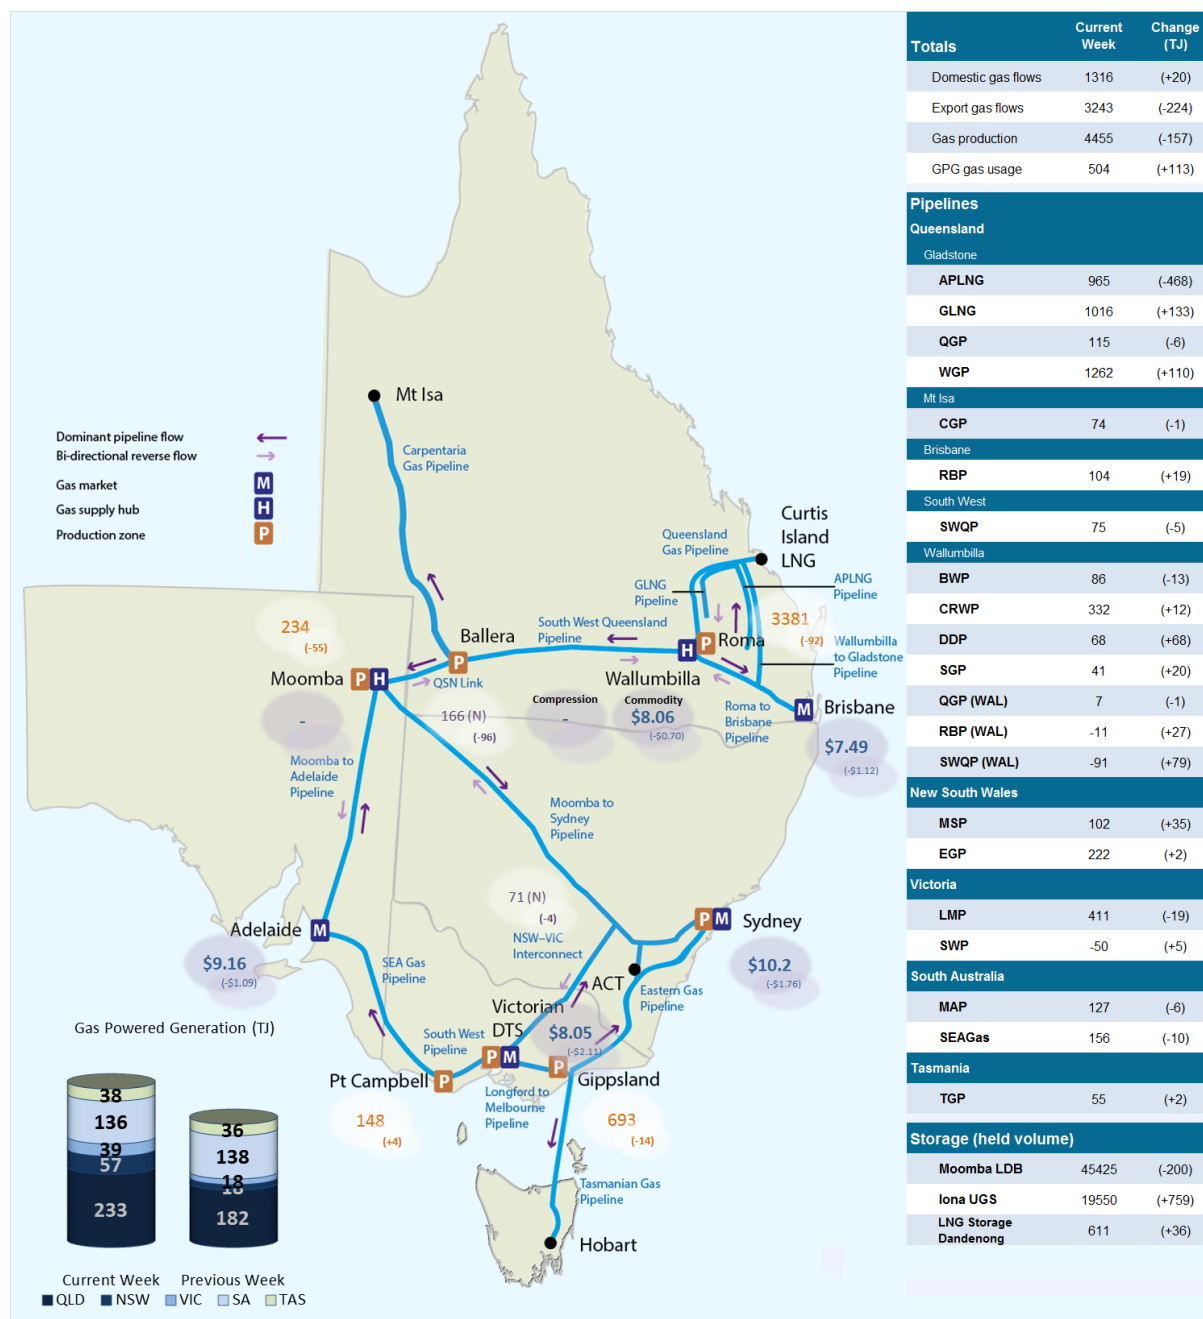 Mt Isa
Dominant pipeline flow
Bi-directional reverse flow
Gas market M
Gas supply hub H
Production zone P
Carpentaria
Gas Pipeline
Curtis
Island
LNG
Queensland
Gas Pipeline
GLNG
Pipeline
APLNG
Pipeline
234
(-55)
Ballera
P
South West Queensland
Pipeline
H P Roma
3381
(-92)
Wallumbilla
to Gladstone
Pipeline
Moomba P H
QSN Link
Wallumbilla
-
166 (N)
(-96)
Compression
-
Commodity
$8.06
(-$0.70)
Roma to
Brisbane
Pipeline
M Brisbane
$7.49
(-$1.12)
Moomba to
Adelaide
Pipeline
Moomba to
Sydney
Pipeline
71 (N)
(-4)
NSW–VIC
Interconnect
Adelaide M
$9.16
(-$1.09)
P M Sydney
$10.2
(-$1.76)
SEA Gas
Pipeline
ACT
Eastern Gas
Pipeline
Victorian
DTS
$8.05
(-$2.11)
South West
Pipeline
P M
P
Gippsland
Pt Campbell P
148
(+4)
Longford to
Melbourne
Pipeline
693
(-14)
Tasmanian Gas
Pipeline
Hobart
Gas Powered Generation (TJ)
38
136
39
57
233
36
138
18
18
182
Current Week Previous Week
QLD NSW VIC SA TAS
Totals Current Week Change (TJ)
Domestic gas flows 1316 (+20)
Export gas flows 3243 (-224)
Gas production 4455 (-157)
GPG gas usage 504 (+113)
Pipelines
Queensland
Gladstone
APLNG 965 (-468)
GLNG 1016 (+133)
QGP 115 (-6)
WGP 1262 (+110)
Mt Isa
CGP 74 (-1)
Brisbane
RBP 104 (+19)
South West
SWQP 75 (-5)
Wallumbilla
BWP 86 (-13)
CRWP 332 (+12)
DDP 68 (+68)
SGP 41 (+20)
QGP (WAL) 7 (-1)
RBP (WAL) -11 (+27)
SWQP (WAL) -91 (+79)
New South Wales
MSP 102 (+35)
EGP 222 (+2)
Victoria
LMP 411 (-19)
SWP -50 (+5)
South Australia
MAP 127 (-6)
SEAGas 156 (-10)
Tasmania
TGP 55 (+2)
Storage (held volume)
Moomba LDB 45425 (-200)
Iona UGS 19550 (+759)
LNG Storage
Dandenong 611 (+36)